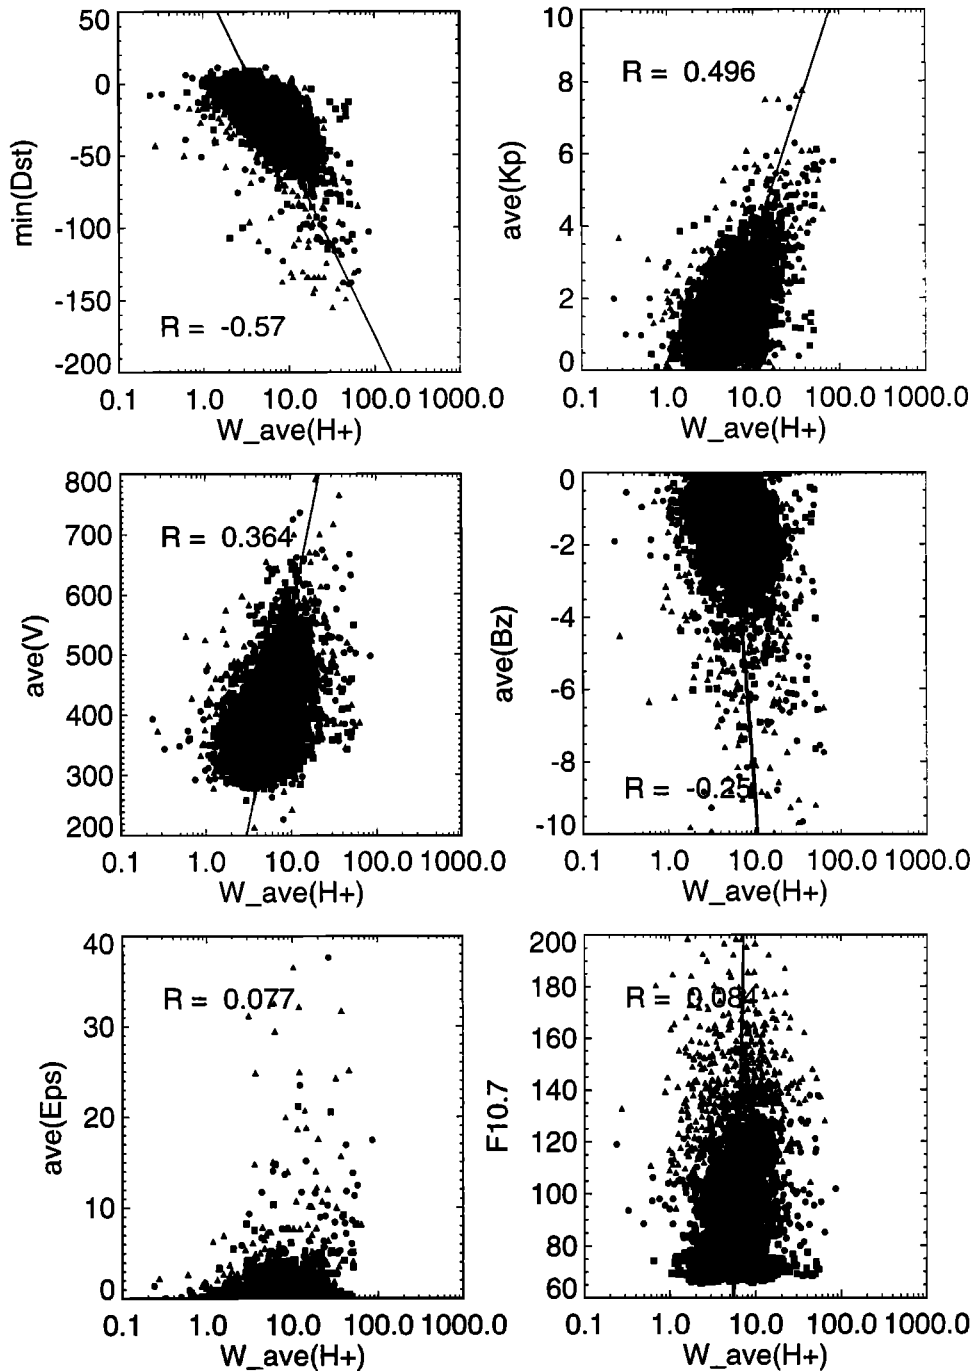 50
0
-50
-100
-150
-200
min(Dst)
R = -0.57
0.1 1.0 10.0 100.0 1000.0
W_ave(H+)
10
8
6
4
2
0
ave(Kp)
R = 0.496
0.1 1.0 10.0 100.0 1000.0
W_ave(H+)
800
700
600
500
400
300
200
ave(V)
R = 0.364
0.1 1.0 10.0 100.0 1000.0
W_ave(H+)
0
-2
-4
-6
-8
-10
ave(Bz)
R = -0.25
0.1 1.0 10.0 100.0 1000.0
W_ave(H+)
40
30
20
10
0
ave(Eps)
R = 0.077
0.1 1.0 10.0 100.0 1000.0
W_ave(H+)
200
180
160
140
120
100
80
60
F10.7
R = 0.084
0.1 1.0 10.0 100.0 1000.0
W_ave(H+)